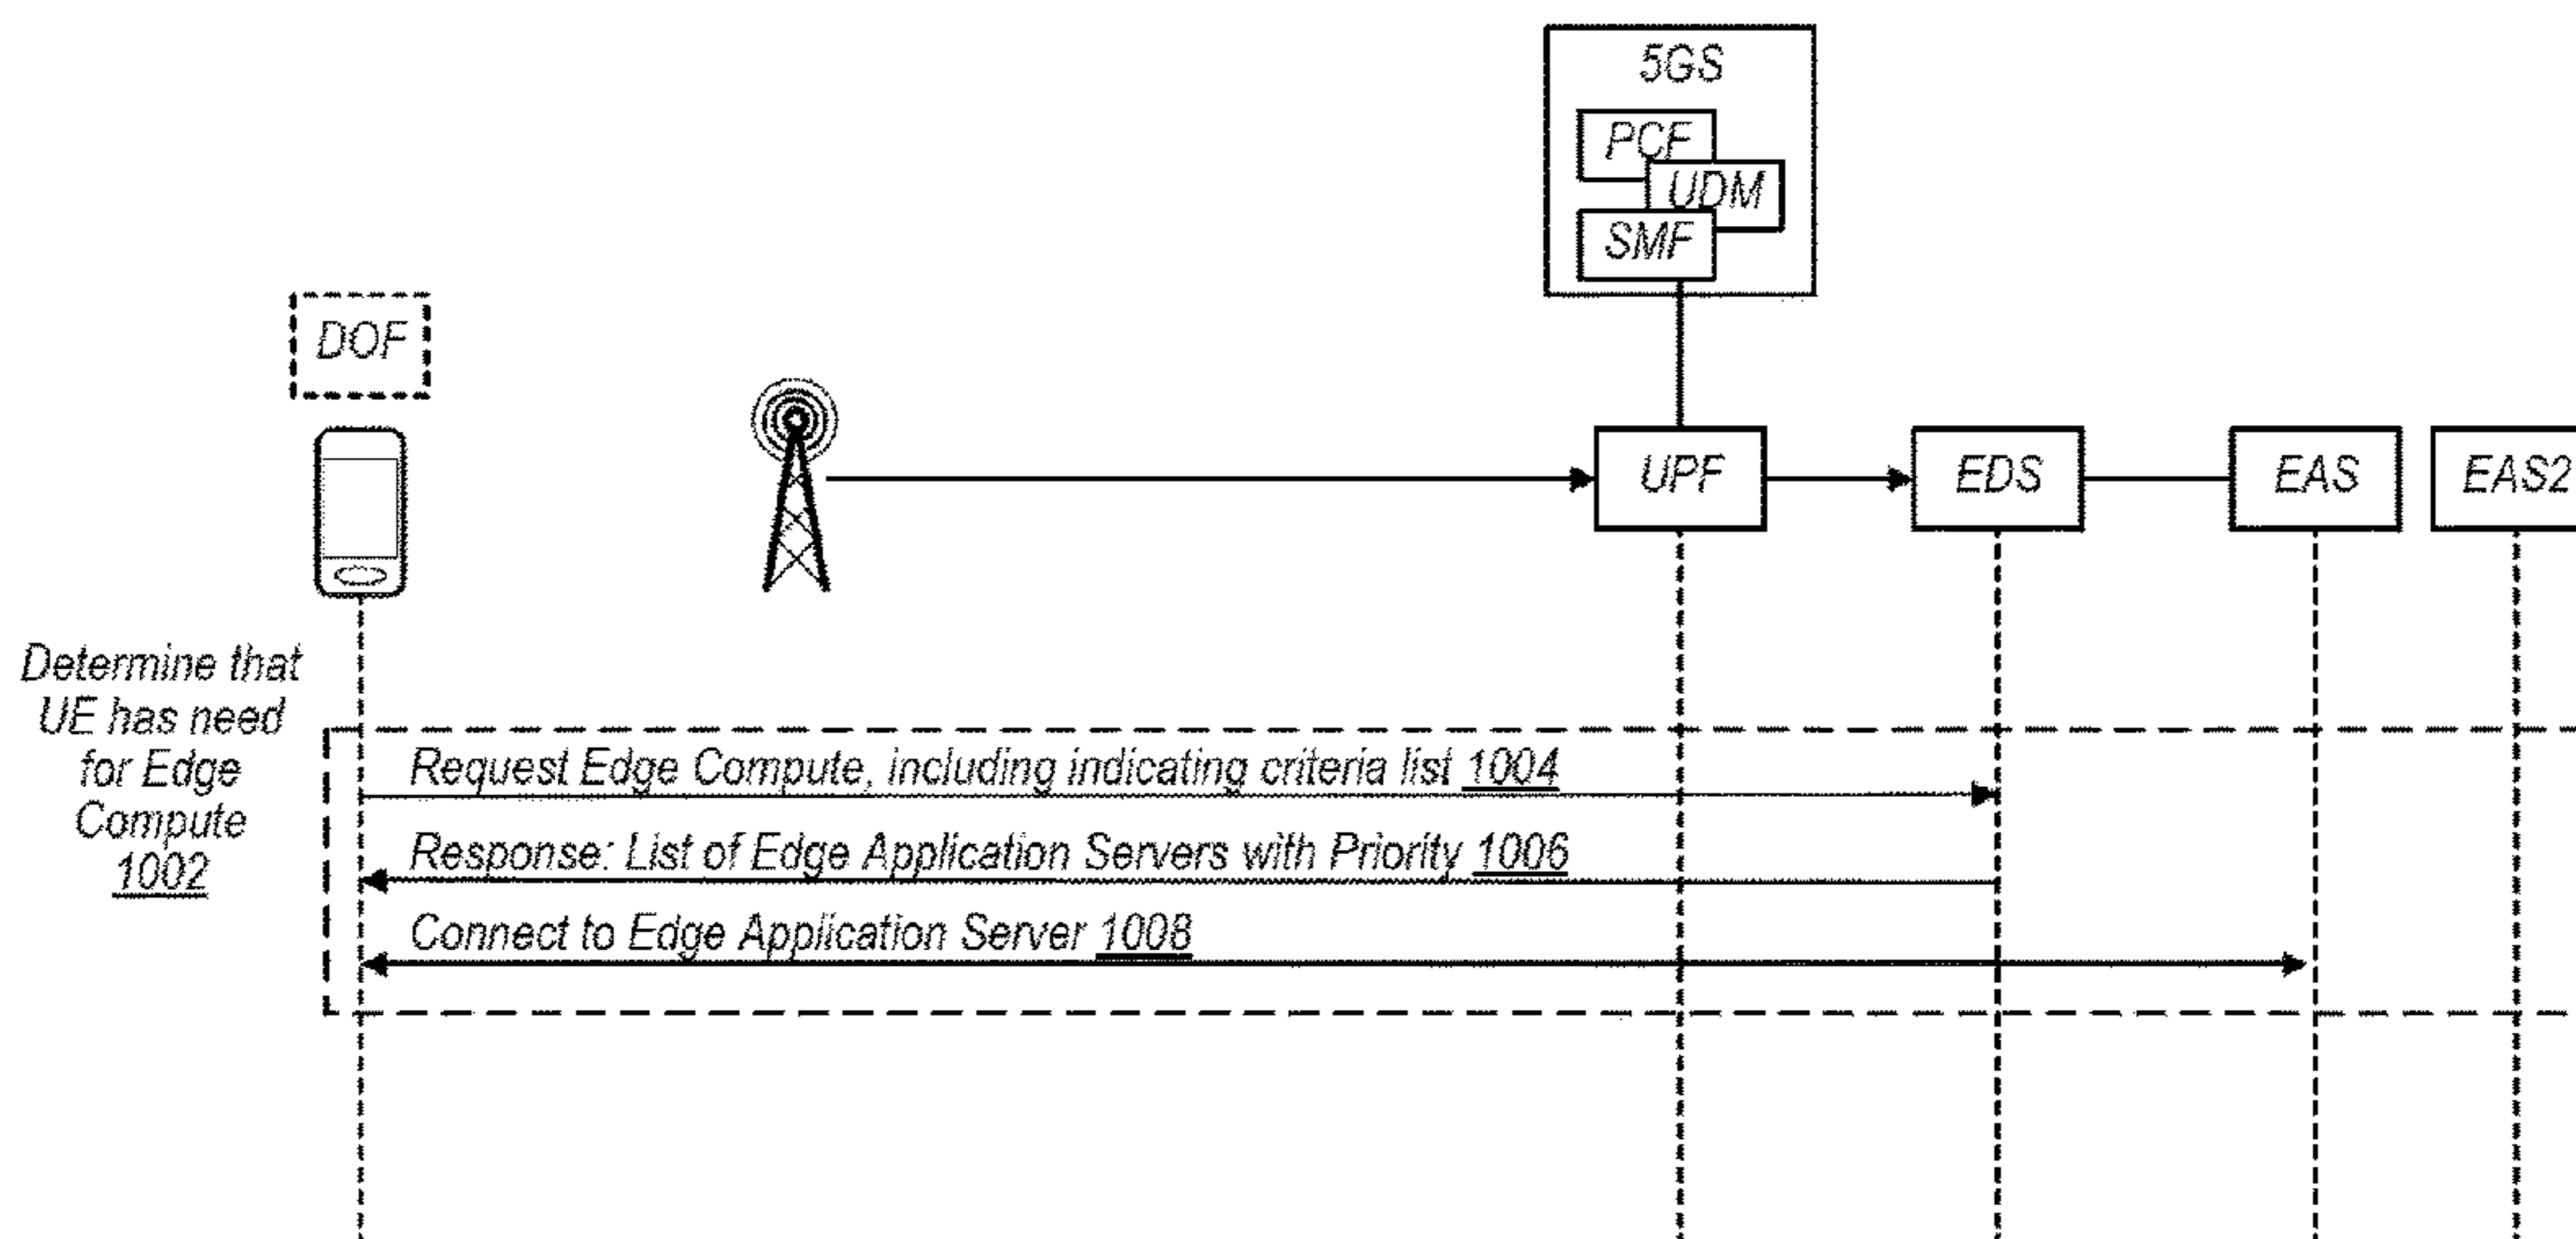 5GS
PCF
UDM
SMF
DOF
UPF
EDS
EAS
EAS2
Determine that
UE has need
for Edge
Compute
1002
Request Edge Compute, including indicating criteria list 1004
Response: List of Edge Application Servers with Priority 1006
Connect to Edge Application Server 1008